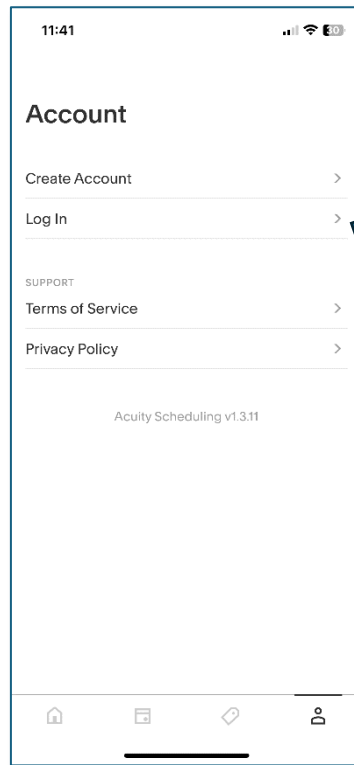 11:41
30
Account
Create Account
Log In
SUPPORT
Terms of Service
Privacy Policy
Acuity Scheduling v1.3.11